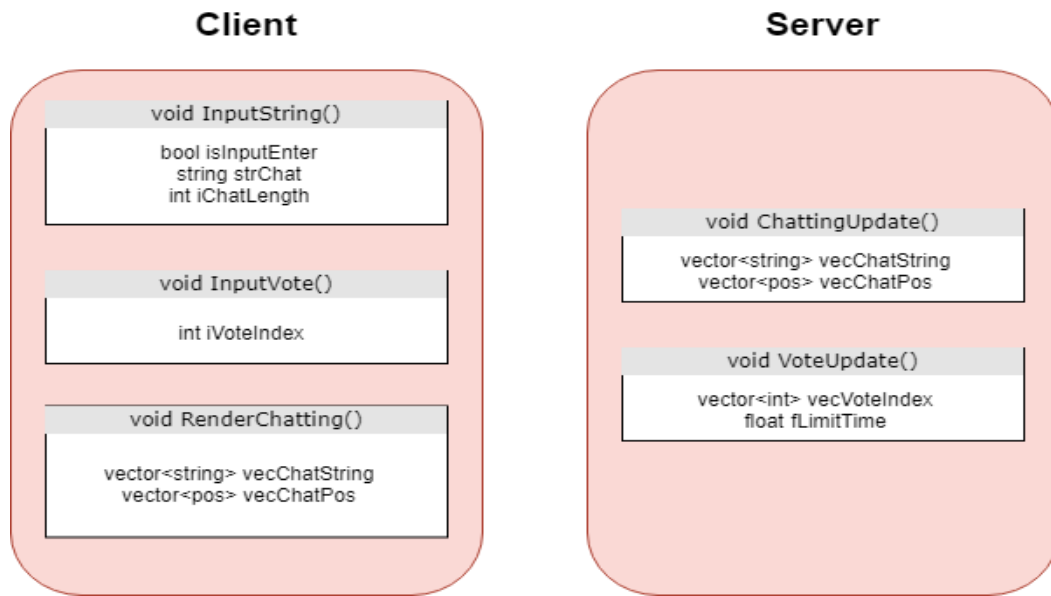 Client
void InputString()
bool isInputEnter
string strChat
int iChatLength
void InputVote()
int iVoteIndex
void RenderChatting()
vector<string> vecChatString
vector<pos> vecChatPos
Server
void ChattingUpdate()
vector<string> vecChatString
vector<pos> vecChatPos
void VoteUpdate()
vector<int> vecVoteIndex
float fLimitTime